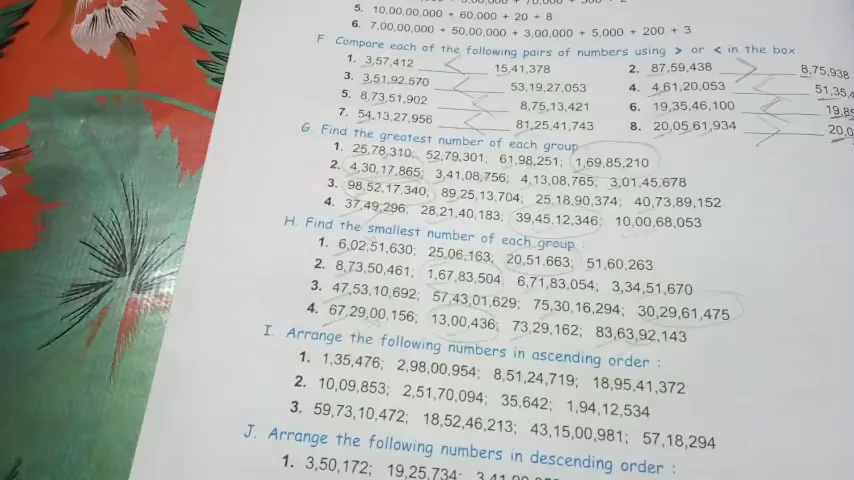 5. 10,00,00,000 + 60,000 + 20 + 8
6. 7,00,00,000 + 50,00,000 + 3,00,000 + 5,000 + 200 + 3
F Compare each of the following pairs of numbers using > or < in the box
1. 3,57,412 < 15,41,378 2. 87,59,438 > 8,75,938
3. 3,51,92,570 < 53,19,27,053 4. 4,61,20,053 < 51,35,4
5. 8,73,51,902 > 8,75,13,421 6. 19,35,46,100 < 19,85
7. 54,13,27,956 < 81,25,41,743 8. 20,05,61,934 > 20,0
G. Find the greatest number of each group
1. 25,78,310; 52,79,301; 61,98,251; 1,69,85,210
2. 4,30,17,865; 3,41,08,756; 4,13,08,765; 3,01,45,678
3. 98,52,17,340; 89,25,13,704; 25,18,90,374; 40,73,89,152
4. 37,49,296; 28,21,40,183; 39,45,12,346; 10,00,68,053
H. Find the smallest number of each group :
1. 6,02,51,630; 25,06,163; 20,51,663; 51,60,263
2. 8,73,50,461; 1,67,83,504; 6,71,83,054; 3,34,51,670
3. 47,53,10,692; 57,43,01,629; 75,30,16,294; 30,29,61,475
4. 67,29,00,156; 13,00,436; 73,29,162; 83,63,92,143
I. Arrange the following numbers in ascending order :
1. 1,35,476; 2,98,00,954; 8,51,24,719; 18,95,41,372
2. 10,09,853; 2,51,70,094; 35,642; 1,94,12,534
3. 59,73,10,472; 18,52,46,213; 43,15,00,981; 57,18,294
J. Arrange the following numbers in descending order :
1. 3,50,172; 19,25,734;